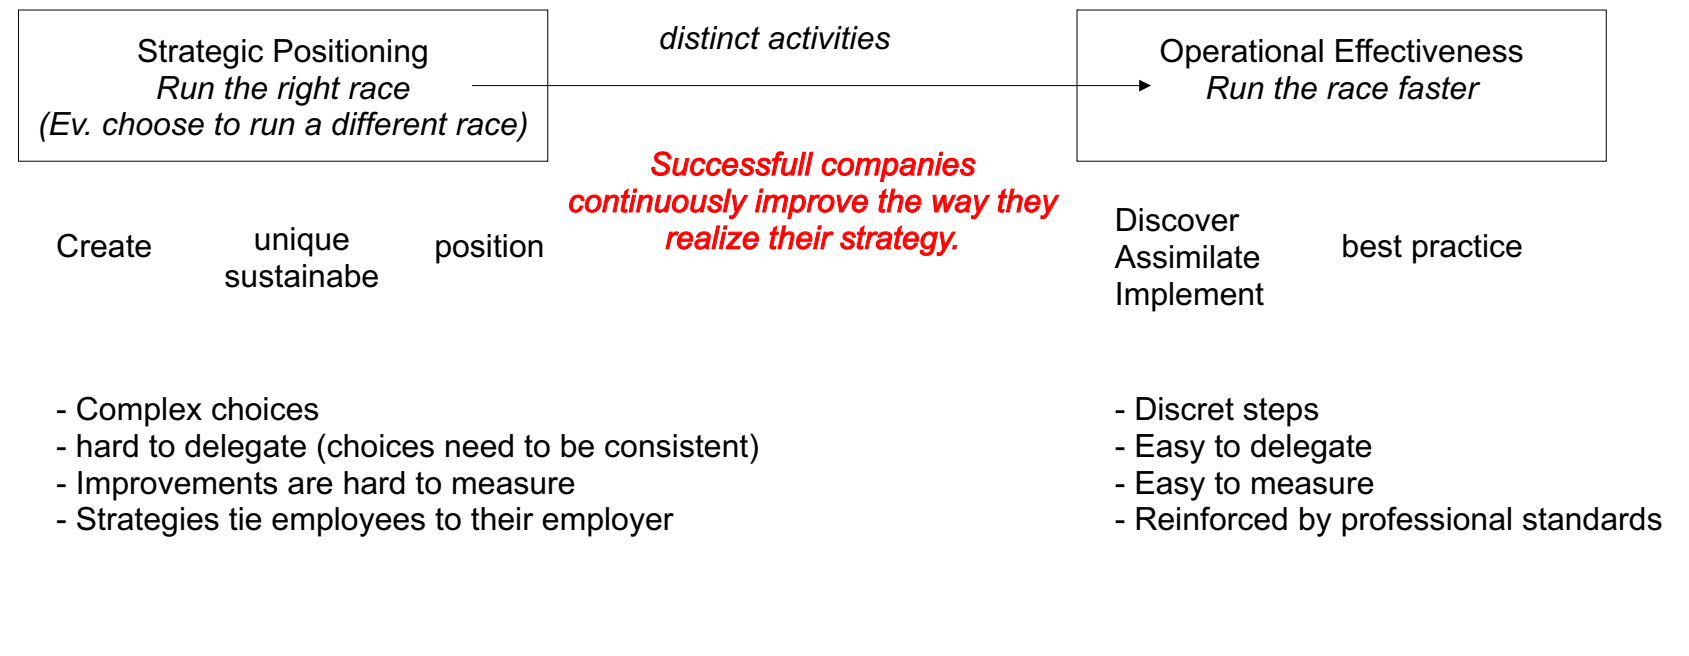 Strategic Positioning
Run the right race
(Ev. choose to run a different race)
distinct activities
Operational Effectiveness
Run the race faster
Successfull companies
continuously improve the way they
realize their strategy.
Create
unique
sustainabe
position
Discover
Assimilate
Implement
best practice
- Complex choices
- hard to delegate (choices need to be consistent)
- Improvements are hard to measure
- Strategies tie employees to their employer
- Discret steps
- Easy to delegate
- Easy to measure
- Reinforced by professional standards